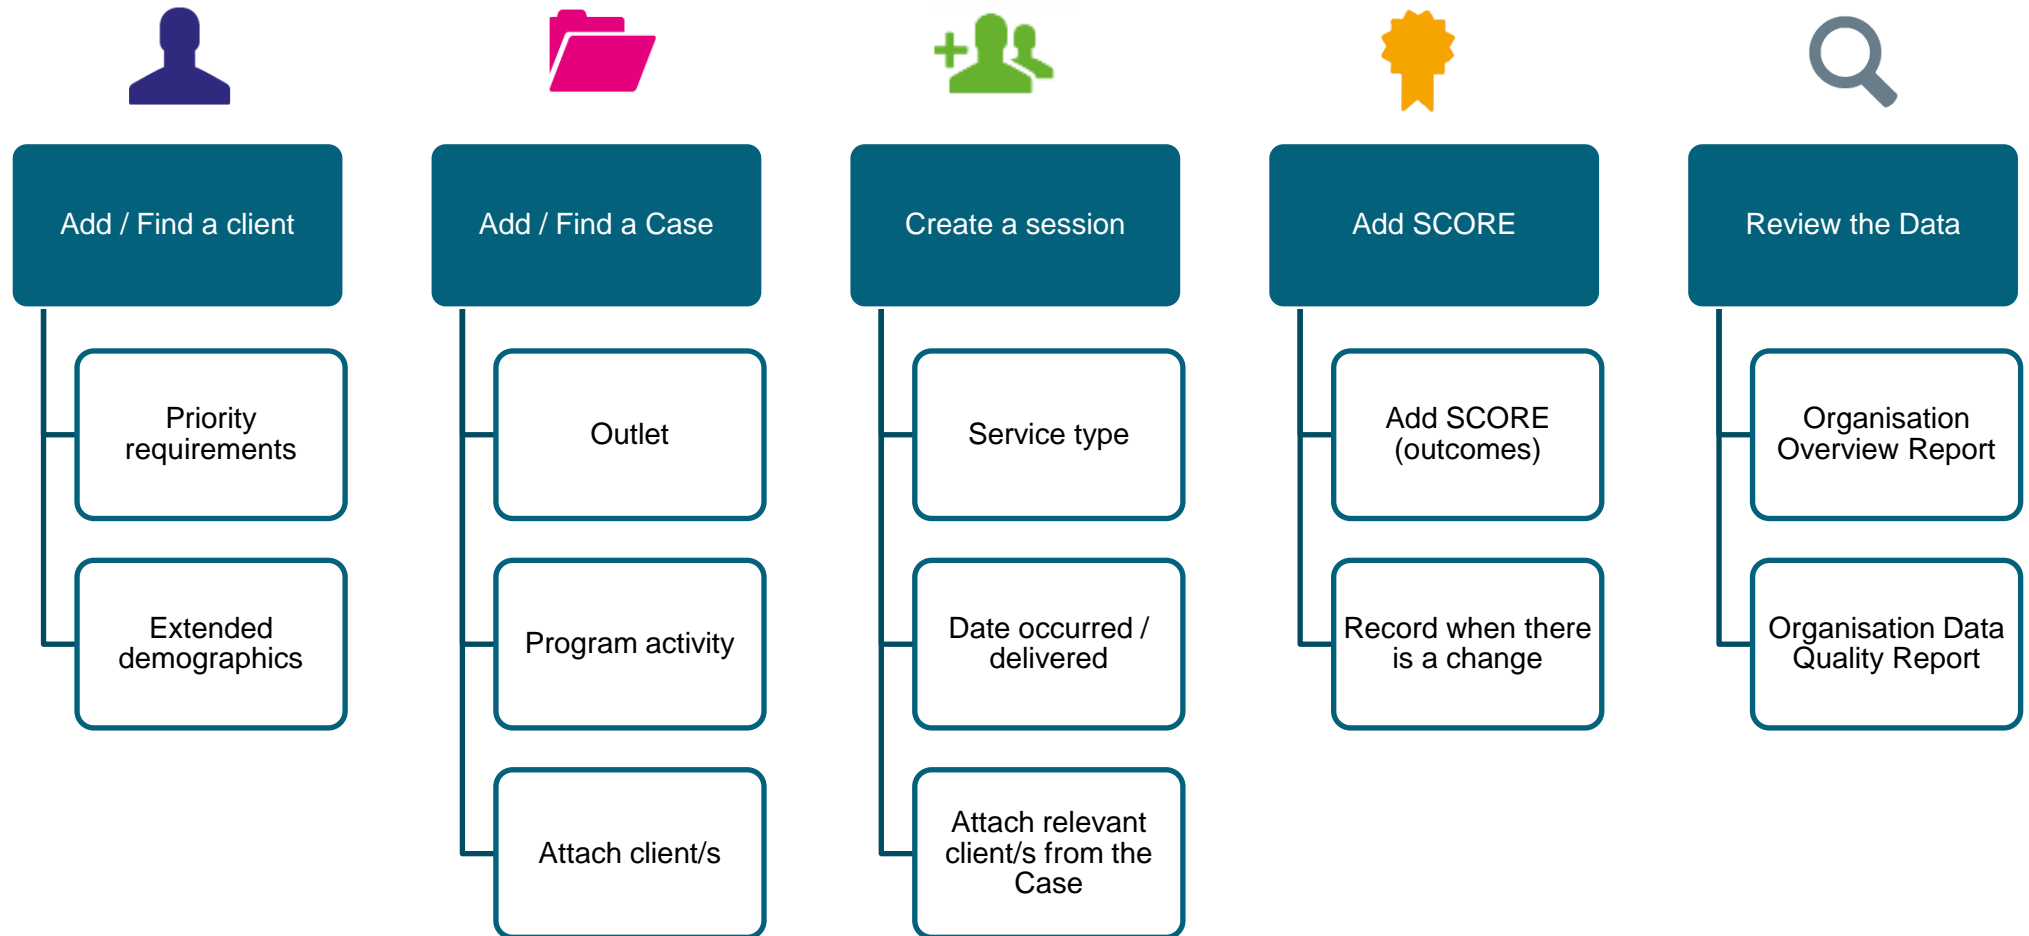 Add / Find a client
Priority
requirements
Extended
demographics
Add / Find a Case
Outlet
Program activity
Attach client/s
Create a session
Service type
Date occurred /
delivered
Attach relevant
client/s from the
Case
Add SCORE
Add SCORE
(outcomes)
Record when there
is a change
Review the Data
Organisation
Overview Report
Organisation Data
Quality Report